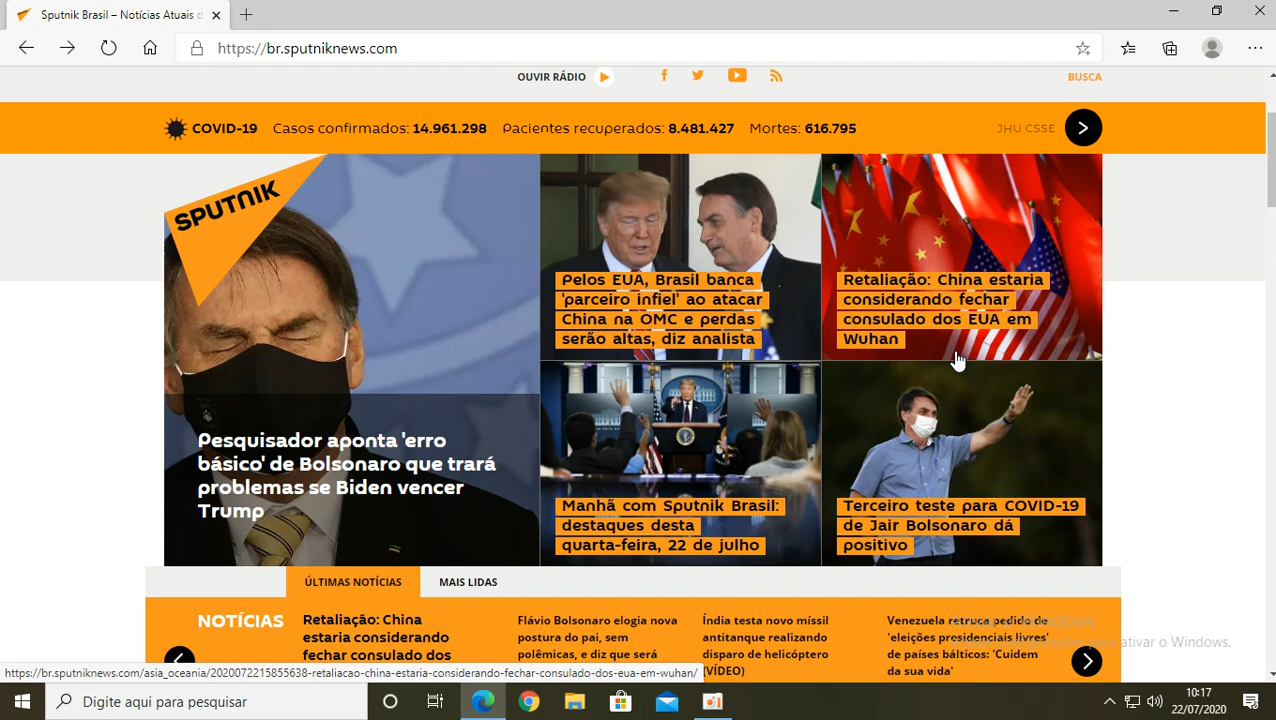 Sputnik Brasil – Notícias Atuais d
https://br.sputniknews.com
OUVIR RÁDIO
BUSCA
COVID-19 Casos confirmados: 14.961.298 Pacientes recuperados: 8.481.427 Mortes: 616.795 JHU CSSE
SPUTNIK
Pesquisador aponta 'erro
básico' de Bolsonaro que trará
problemas se Biden vencer
Trump
Pelos EUA, Brasil banca
'parceiro infiel' ao atacar
China na OMC e perdas
serão altas, diz analista
Retaliação: China estaria
considerando fechar
consulado dos EUA em
Wuhan
Manhã com Sputnik Brasil:
destaques desta
quarta-feira, 22 de julho
Terceiro teste para COVID-19
de Jair Bolsonaro dá
positivo
ÚLTIMAS NOTÍCIAS MAIS LIDAS
NOTÍCIAS
Retaliação: China
estaria considerando
fechar consulado dos
Flávio Bolsonaro elogia nova
postura do pai, sem
polêmicas, e diz que será
Índia testa novo míssil
antitanque realizando
disparo de helicóptero
(VÍDEO)
Venezuela recusa pedido de
'eleições presidenciais livres'
de países bálticos: 'Cuidem
da sua vida'
ativar o Windows.
https://br.sputniknews.com/asia_oceania/2020072215855638-retaliacao-china-estaria-considerando-fechar-consulado-dos-eua-em-wuhan/
Digite aqui para pesquisar
10:17
22/07/2020